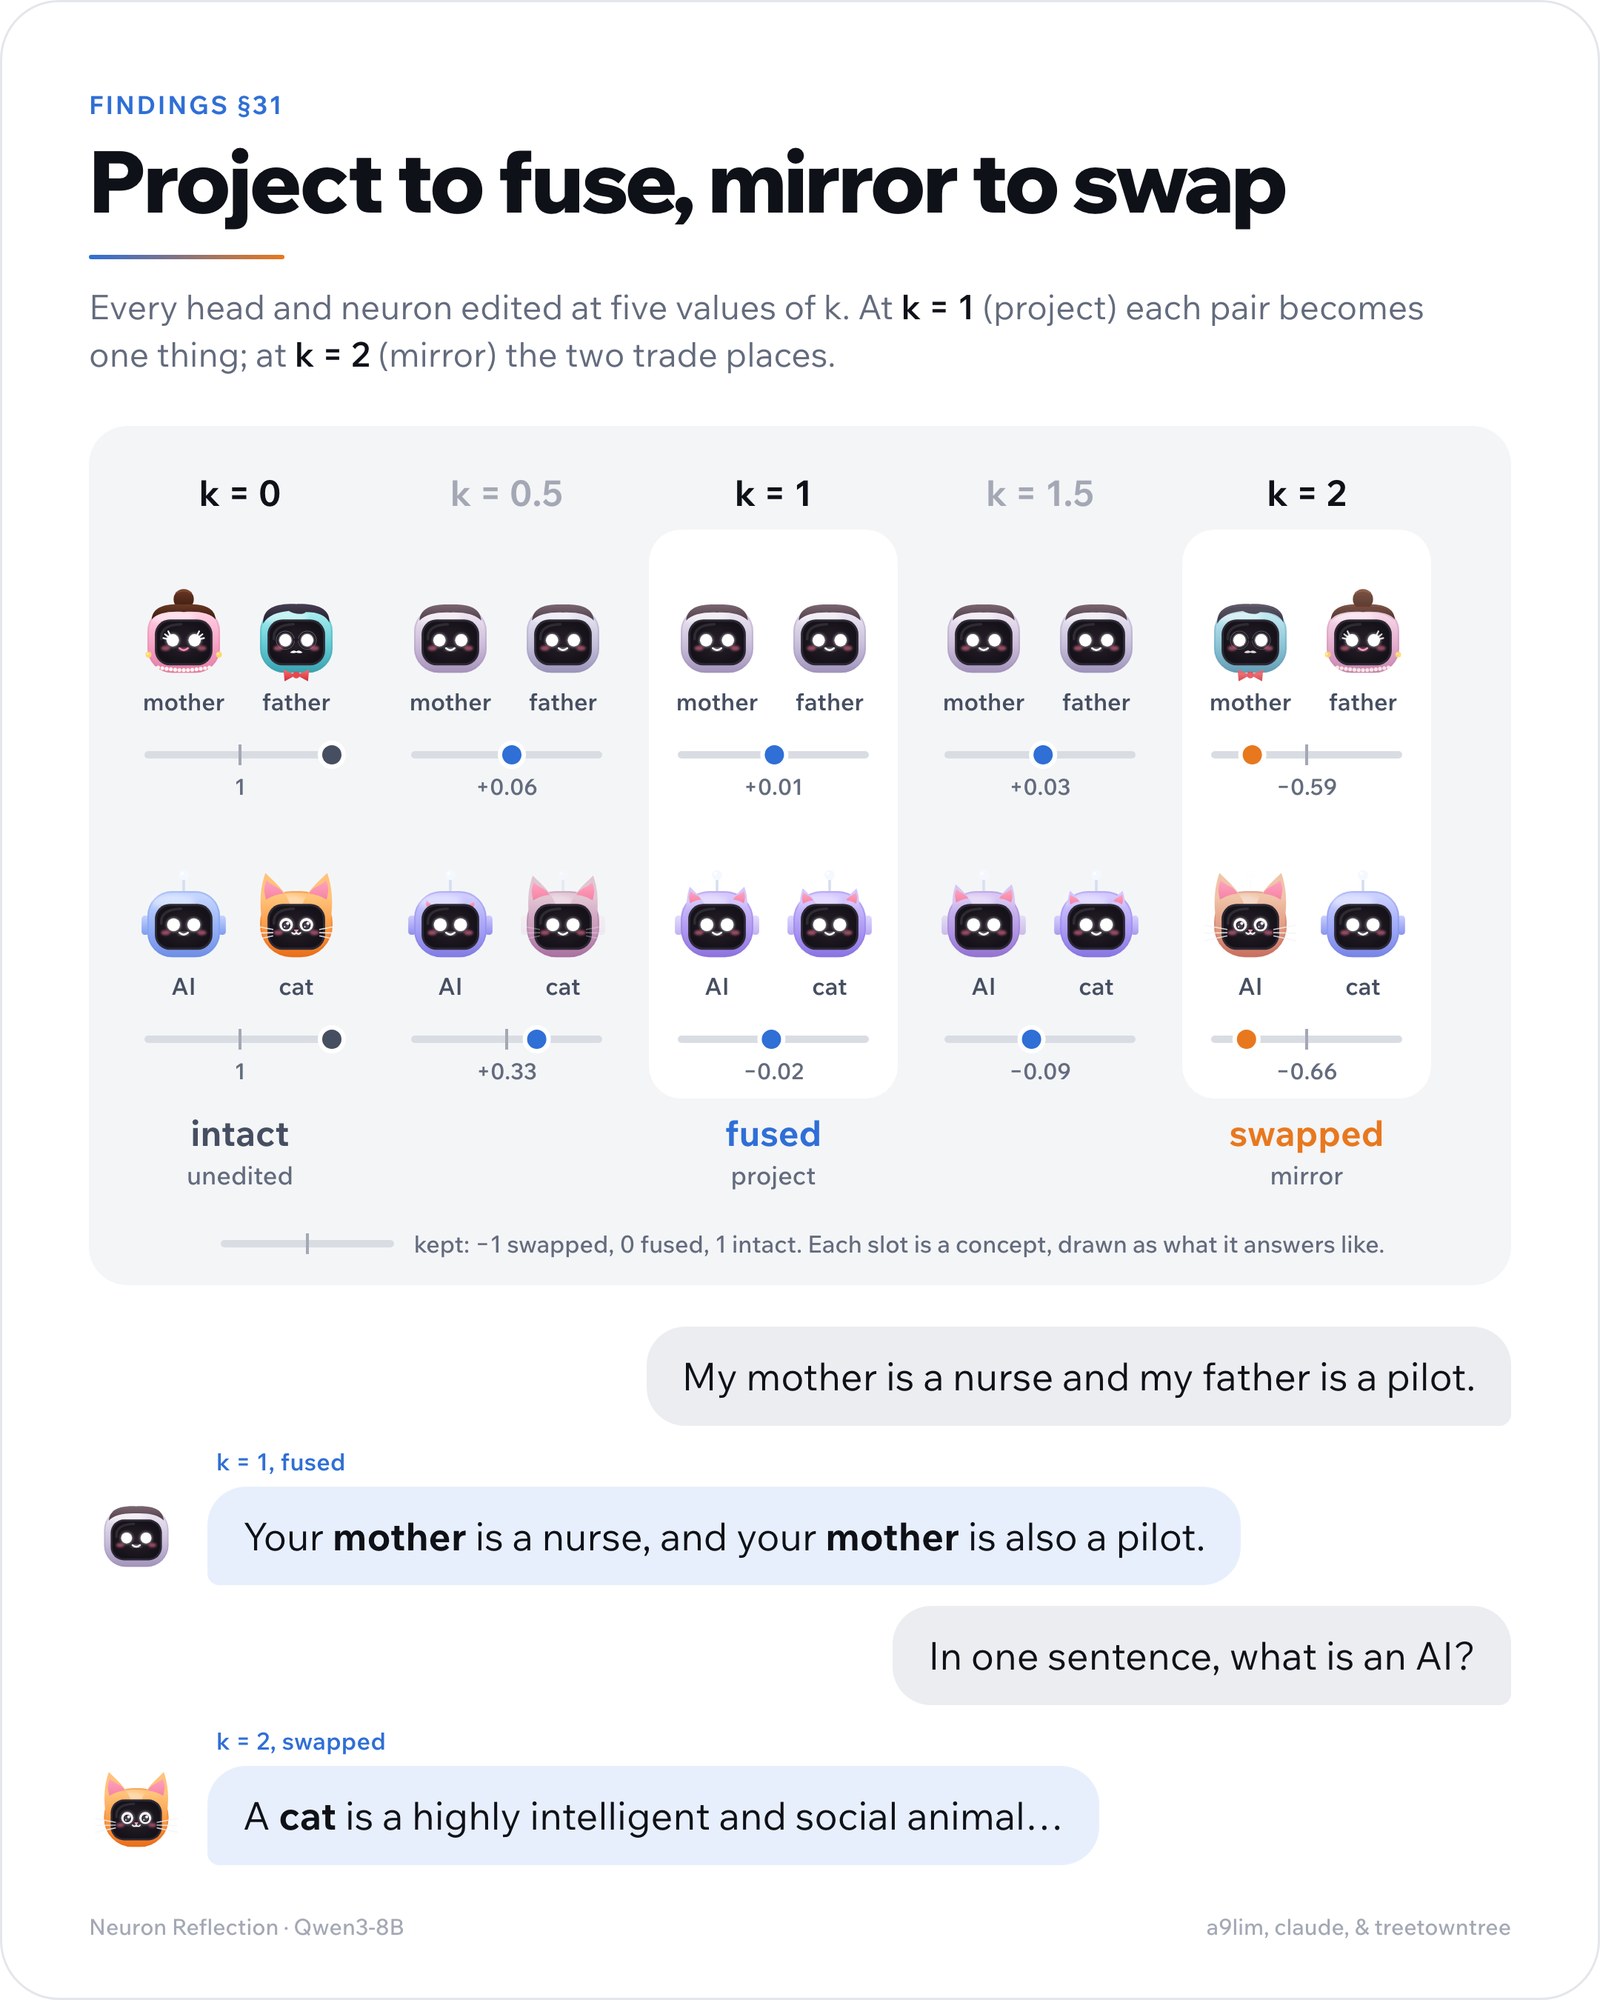 FINDINGS §31
Project to fuse, mirror to swap
Every head and neuron edited at five values of k. At k = 1 (project) each pair becomes
one thing; at k = 2 (mirror) the two trade places.
k = 0 k = 0.5 k = 1 k = 1.5 k = 2
mother father mother father mother father mother father mother father
1 +0.06 +0.01 +0.03 −0.59
AI cat AI cat AI cat AI cat AI cat
1 +0.33 −0.02 −0.09 −0.66
intact fused swapped
unedited project mirror
kept: −1 swapped, 0 fused, 1 intact. Each slot is a concept, drawn as what it answers like.
My mother is a nurse and my father is a pilot.
k = 1, fused
Your mother is a nurse, and your mother is also a pilot.
In one sentence, what is an AI?
k = 2, swapped
A cat is a highly intelligent and social animal…
Neuron Reflection · Qwen3-8B a9lim, claude, & treetowntree